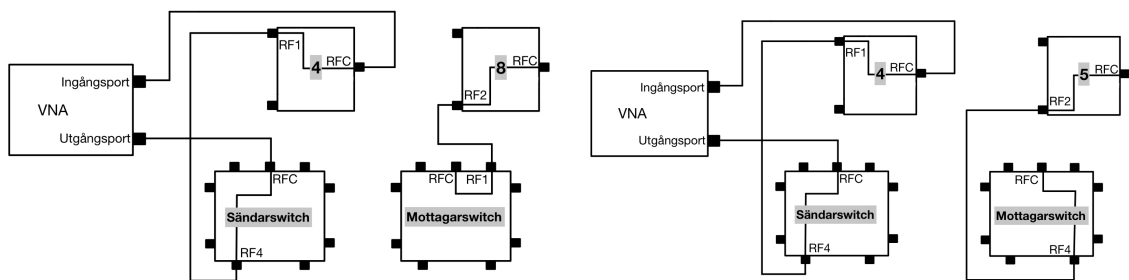 RF1
RFC
4
Ingångsport
VNA
Utgångsport
RFC
8
RF2
RFC
Sändarswitch
RF4
RFC
RF1
Mottagarswitch
RF1
RFC
4
Ingångsport
VNA
Utgångsport
RFC
5
RF2
RFC
Sändarswitch
RF4
RFC
Mottagarswitch
RF4